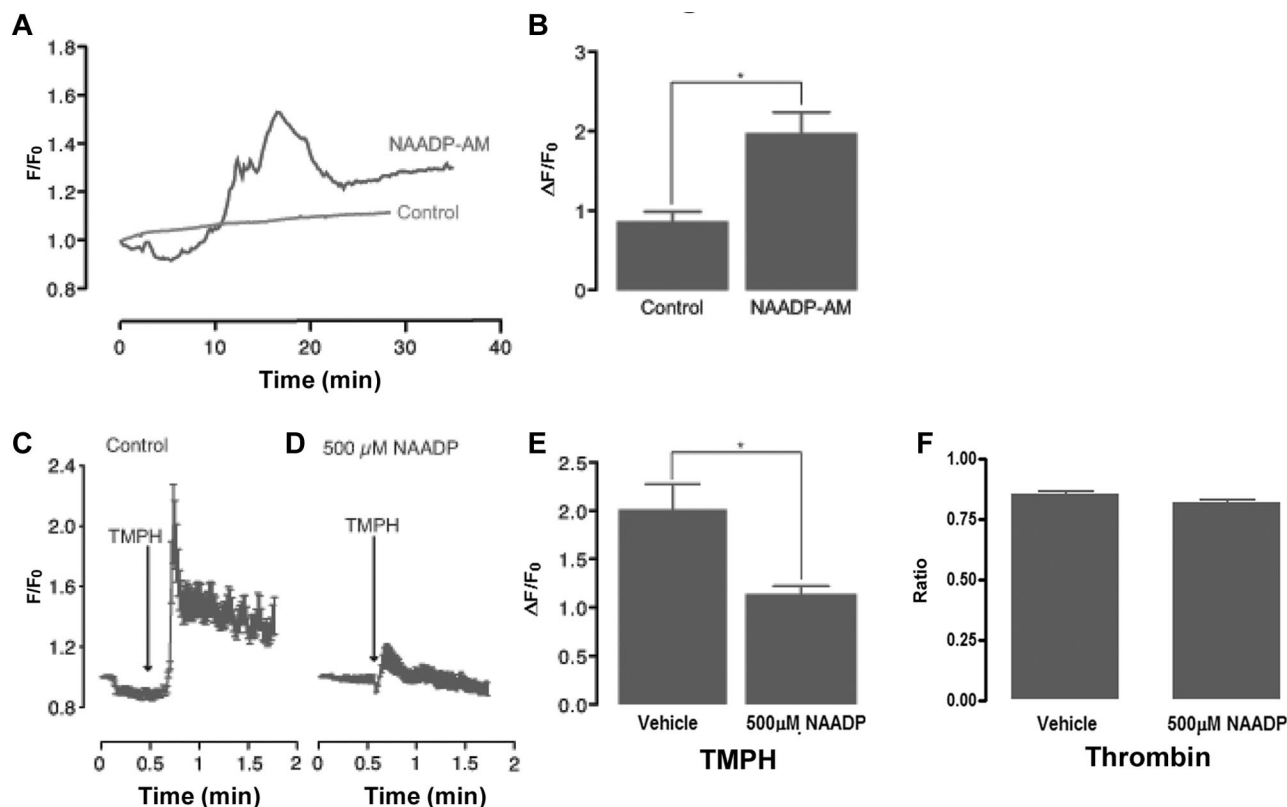 A
1.8
1.6
1.4
1.2
1.0
0.8
F/F0
NAADP-AM
Control
0 10 20 30 40
Time (min)
B
3
2
1
0
ΔF/F0
*
Control NAADP-AM
C
Control
2.4
2.0
1.6
1.2
0.8
F/F0
TMPH
0 0.5 1 1.5 2
Time (min)
D
500 µM NAADP
TMPH
0 0.5 1 1.5 2
Time (min)
E
2.5
2.0
1.5
1.0
0.5
0.0
ΔF/F0
*
Vehicle 500µM NAADP
TMPH
F
1.00
0.75
0.50
0.25
0.00
Ratio
Vehicle 500µM NAADP
Thrombin